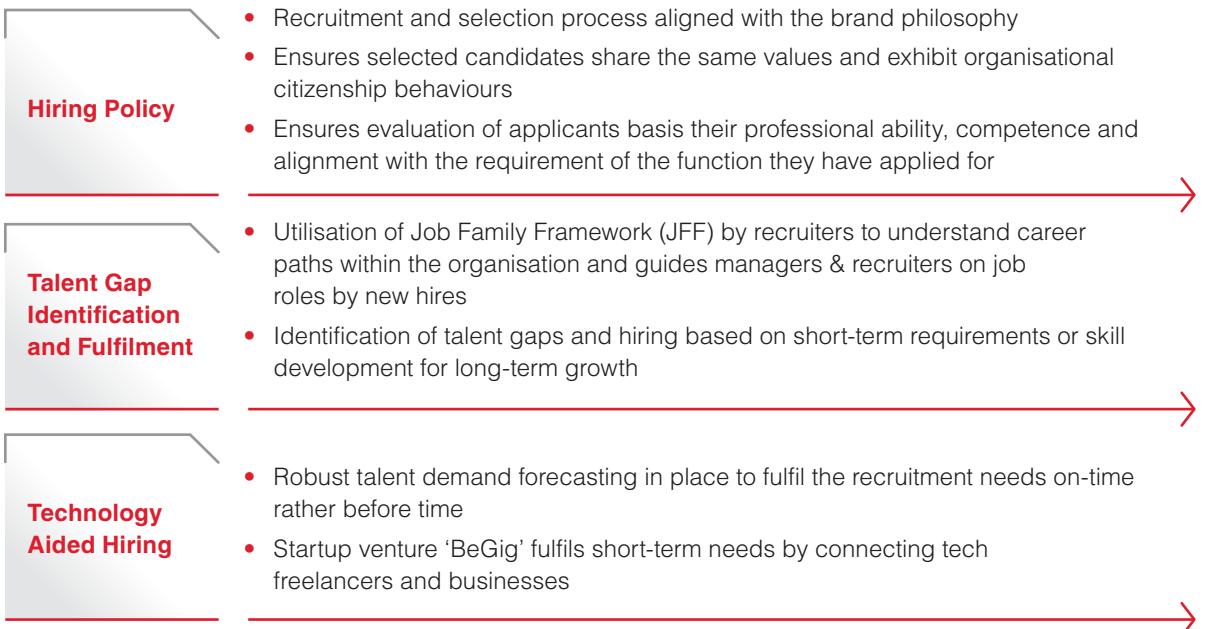 Hiring Policy
• Recruitment and selection process aligned with the brand philosophy
• Ensures selected candidates share the same values and exhibit organisational
citizenship behaviours
• Ensures evaluation of applicants basis their professional ability, competence and
alignment with the requirement of the function they have applied for
Talent Gap
Identification
and Fulfilment
• Utilisation of Job Family Framework (JFF) by recruiters to understand career
paths within the organisation and guides managers & recruiters on job
roles by new hires
• Identification of talent gaps and hiring based on short-term requirements or skill
development for long-term growth
Technology
Aided Hiring
• Robust talent demand forecasting in place to fulfil the recruitment needs on-time
rather before time
• Startup venture ‘BeGig’ fulfils short-term needs by connecting tech
freelancers and businesses